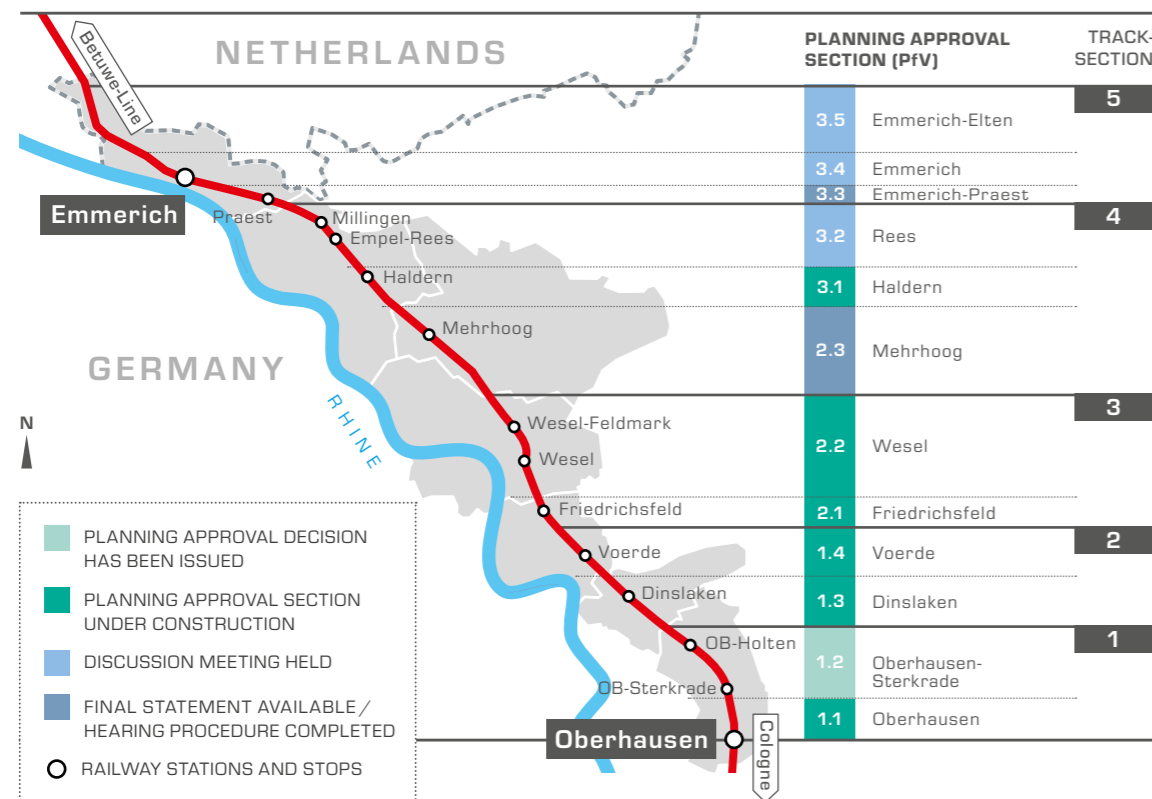 NETHERLANDS
Betuwe-Line
PLANNING APPROVAL
SECTION (PfV)
TRACK-
SECTION
5
3.5 Emmerich-Elten
3.4 Emmerich
3.3 Emmerich-Praest
Emmerich
Praest
Millingen
4
Empel-Rees
3.2 Rees
Haldern
3.1 Haldern
Mehrhoog
2.3 Mehrhoog
GERMANY
RHINE
3
N
Wesel-Feldmark
Wesel
2.2 Wesel
Friedrichsfeld
2.1 Friedrichsfeld
2
Voerde
1.4 Voerde
Dinslaken
1.3 Dinslaken
1
OB-Holten
1.2 Oberhausen-
Sterkrade
OB-Sterkrade
1.1 Oberhausen
Oberhausen
Cologne
PLANNING APPROVAL DECISION
HAS BEEN ISSUED
PLANNING APPROVAL SECTION
UNDER CONSTRUCTION
DISCUSSION MEETING HELD
FINAL STATEMENT AVAILABLE /
HEARING PROCEDURE COMPLETED
RAILWAY STATIONS AND STOPS